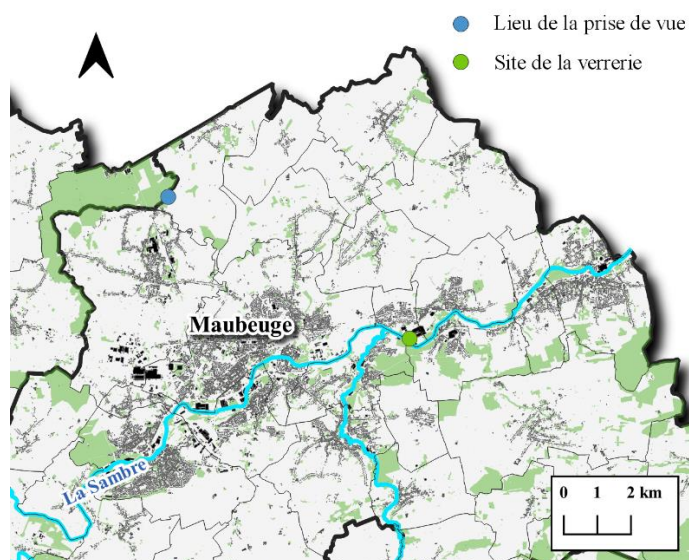 Lieu de la prise de vue
Site de la verrerie
Maubeuge
La Sambre
0 1 2 km